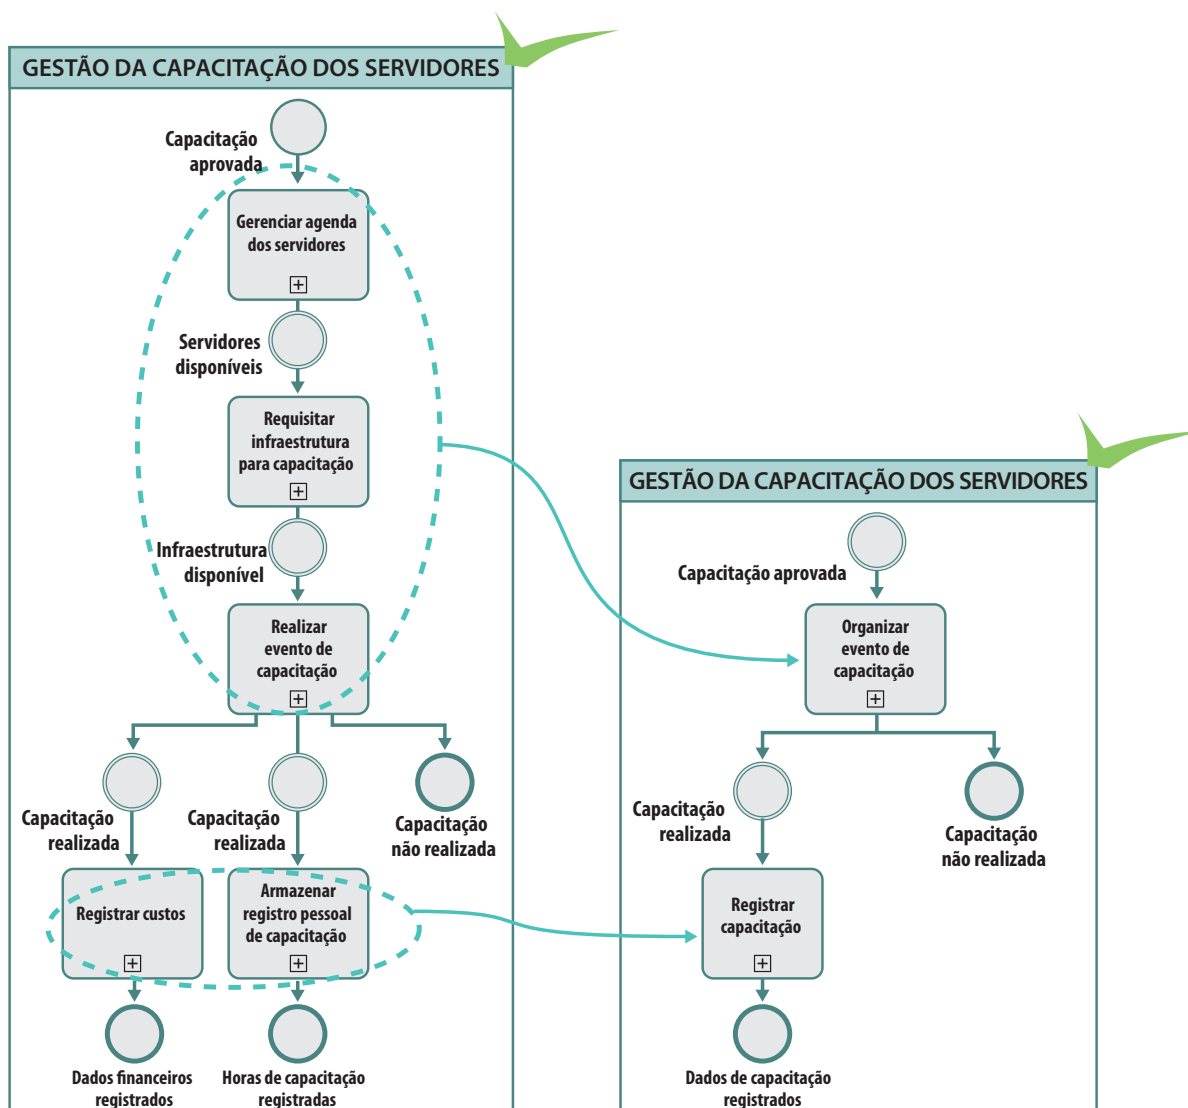 GESTÃO DA CAPACITAÇÃO DOS SERVIDORES
Capacitação
aprovada
Gerenciar agenda
dos servidores
Servidores
disponíveis
Requisitar
infraestrutura
para capacitação
Infraestrutura
disponível
Realizar
evento de
capacitação
Capacitação
realizada
Capacitação
realizada
Capacitação
não realizada
Registrar custos
Armazenar
registro pessoal
de capacitação
Dados financeiros
registrados
Horas de capacitação
registradas
GESTÃO DA CAPACITAÇÃO DOS SERVIDORES
Capacitação aprovada
Organizar
evento de
capacitação
Capacitação
realizada
Capacitação
não realizada
Registrar
capacitação
Dados de capacitação
registrados